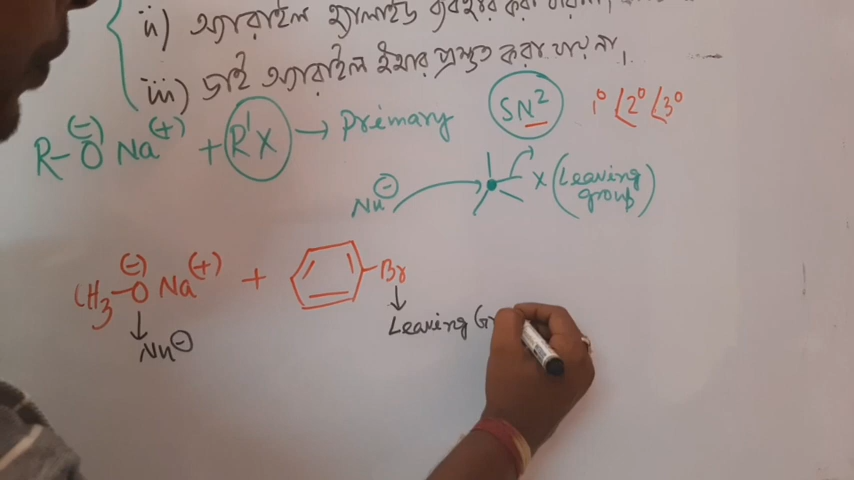 ii) অ্যারাইল হ্যালাইড ব্যবহার করা
iii) ডাই অ্যারাইল ইথার প্রস্তুত করা যায় না।
R-O(-) Na(+) + R'X → Primary SN² 1° < 2° < 3°
Nu⊖ X (Leaving group)
CH₃-O(-) Na(+) + Br
Nu⊖ Leaving